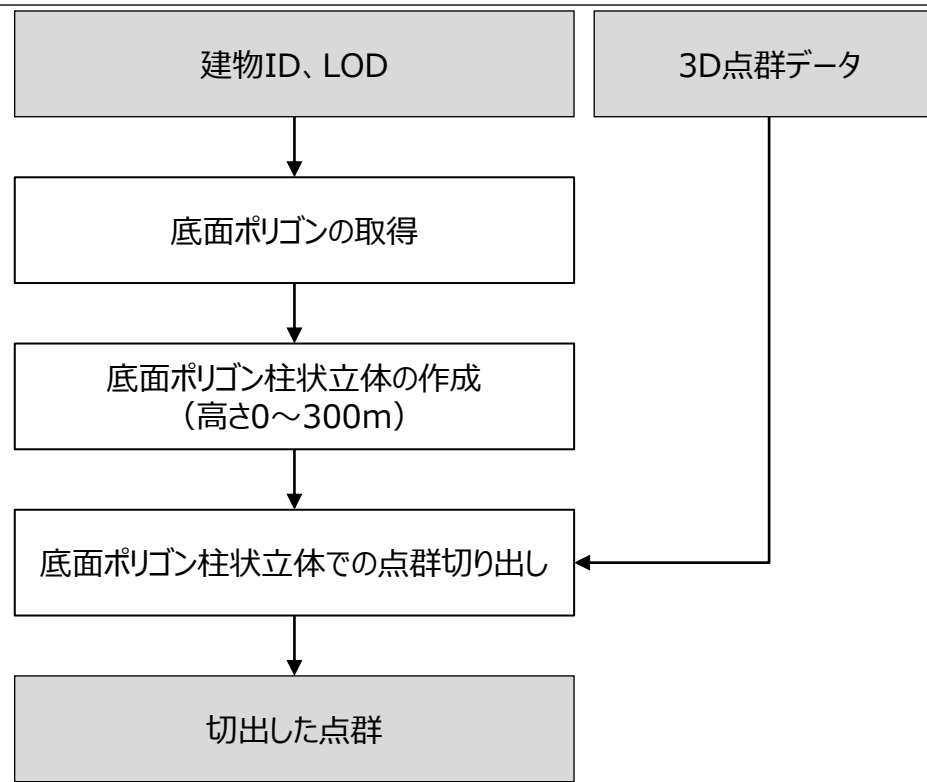 建物ID、LOD
3D点群データ
底面ポリゴンの取得
底面ポリゴン柱状立体の作成
（高さ0～300m）
底面ポリゴン柱状立体での点群切り出し
切出した点群